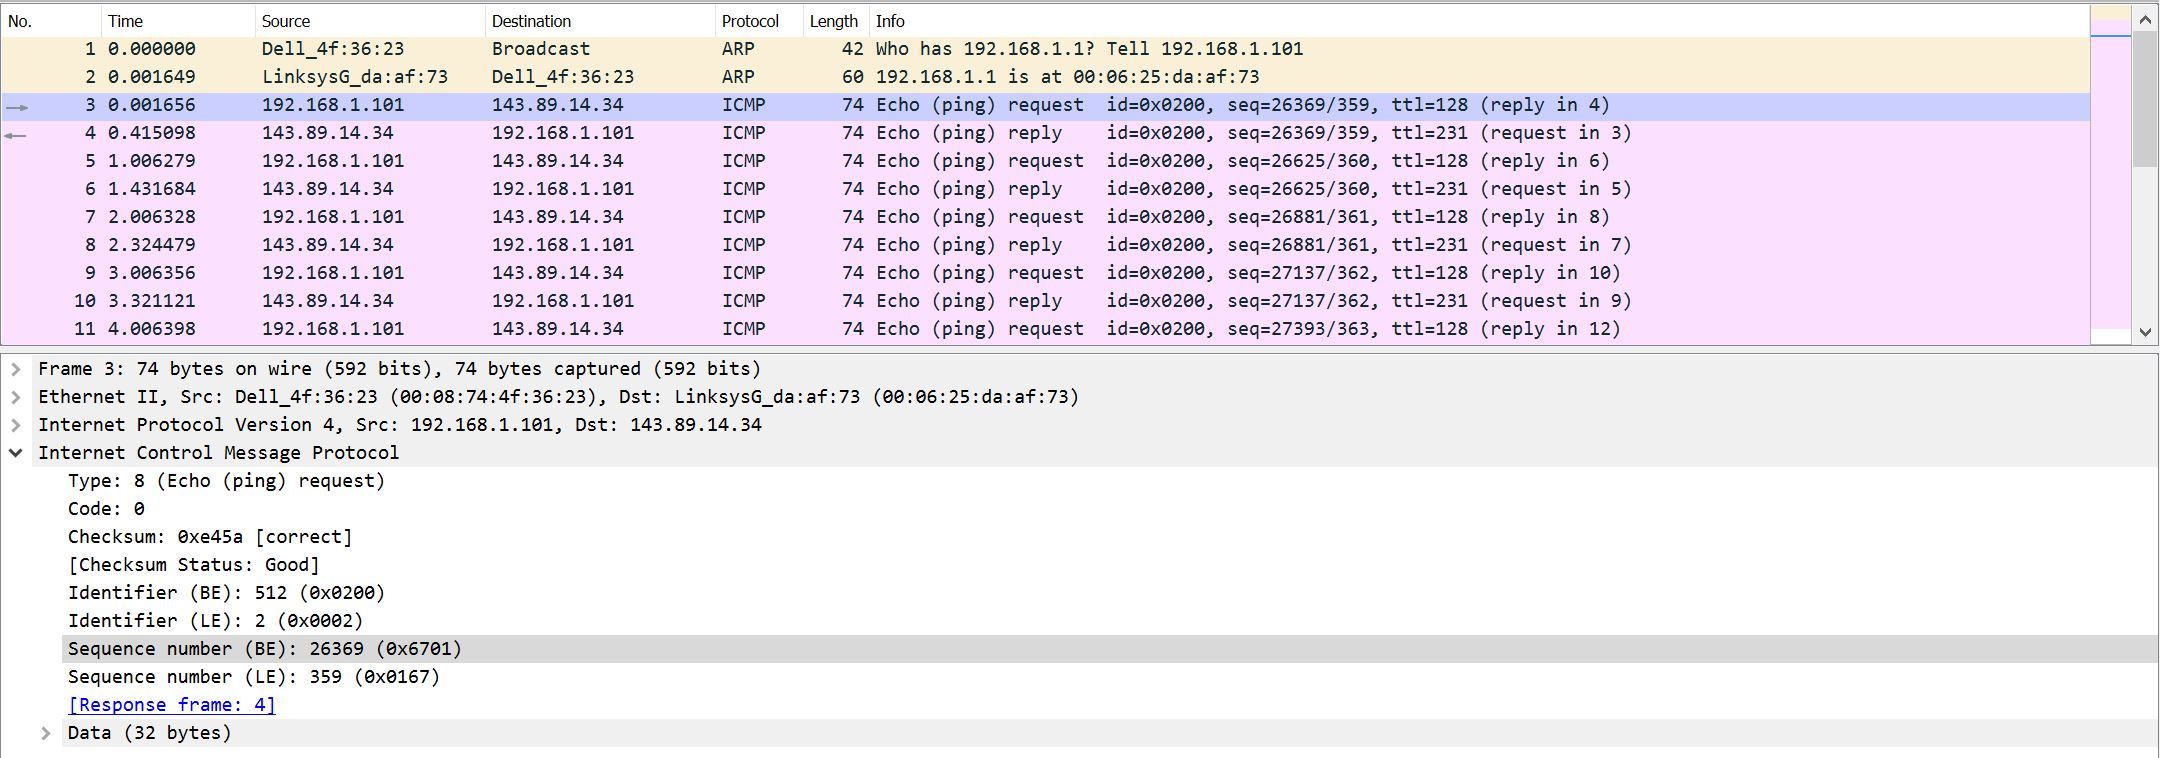 No. Time Source Destination Protocol Length Info
1 0.000000 Dell_4f:36:23 Broadcast ARP 42 Who has 192.168.1.1? Tell 192.168.1.101
2 0.001649 LinksysG_da:af:73 Dell_4f:36:23 ARP 60 192.168.1.1 is at 00:06:25:da:af:73
3 0.001656 192.168.1.101 143.89.14.34 ICMP 74 Echo (ping) request id=0x0200, seq=26369/359, ttl=128 (reply in 4)
4 0.415098 143.89.14.34 192.168.1.101 ICMP 74 Echo (ping) reply id=0x0200, seq=26369/359, ttl=231 (request in 3)
5 1.006279 192.168.1.101 143.89.14.34 ICMP 74 Echo (ping) request id=0x0200, seq=26625/360, ttl=128 (reply in 6)
6 1.431684 143.89.14.34 192.168.1.101 ICMP 74 Echo (ping) reply id=0x0200, seq=26625/360, ttl=231 (request in 5)
7 2.006328 192.168.1.101 143.89.14.34 ICMP 74 Echo (ping) request id=0x0200, seq=26881/361, ttl=128 (reply in 8)
8 2.324479 143.89.14.34 192.168.1.101 ICMP 74 Echo (ping) reply id=0x0200, seq=26881/361, ttl=231 (request in 7)
9 3.006356 192.168.1.101 143.89.14.34 ICMP 74 Echo (ping) request id=0x0200, seq=27137/362, ttl=128 (reply in 10)
10 3.321121 143.89.14.34 192.168.1.101 ICMP 74 Echo (ping) reply id=0x0200, seq=27137/362, ttl=231 (request in 9)
11 4.006398 192.168.1.101 143.89.14.34 ICMP 74 Echo (ping) request id=0x0200, seq=27393/363, ttl=128 (reply in 12)
Frame 3: 74 bytes on wire (592 bits), 74 bytes captured (592 bits)
Ethernet II, Src: Dell_4f:36:23 (00:08:74:4f:36:23), Dst: LinksysG_da:af:73 (00:06:25:da:af:73)
Internet Protocol Version 4, Src: 192.168.1.101, Dst: 143.89.14.34
Internet Control Message Protocol
Type: 8 (Echo (ping) request)
Code: 0
Checksum: 0xe45a [correct]
[Checksum Status: Good]
Identifier (BE): 512 (0x0200)
Identifier (LE): 2 (0x0002)
Sequence number (BE): 26369 (0x6701)
Sequence number (LE): 359 (0x0167)
[Response frame: 4]
Data (32 bytes)